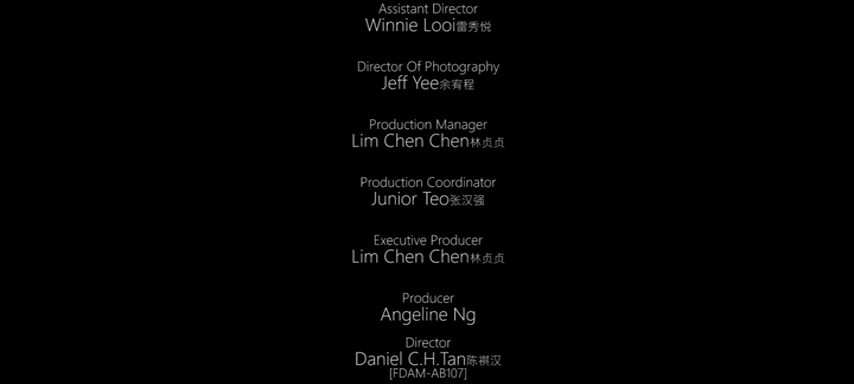 Assistant Director
Winnie Looi雷秀悦
Director Of Photography
Jeff Yee余宥程
Production Manager
Lim Chen Chen林贞贞
Production Coordinator
Junior Teo张汉强
Executive Producer
Lim Chen Chen林贞贞
Producer
Angeline Ng
Director
Daniel C.H.Tan陈祺汉
[FDAM-AB107]